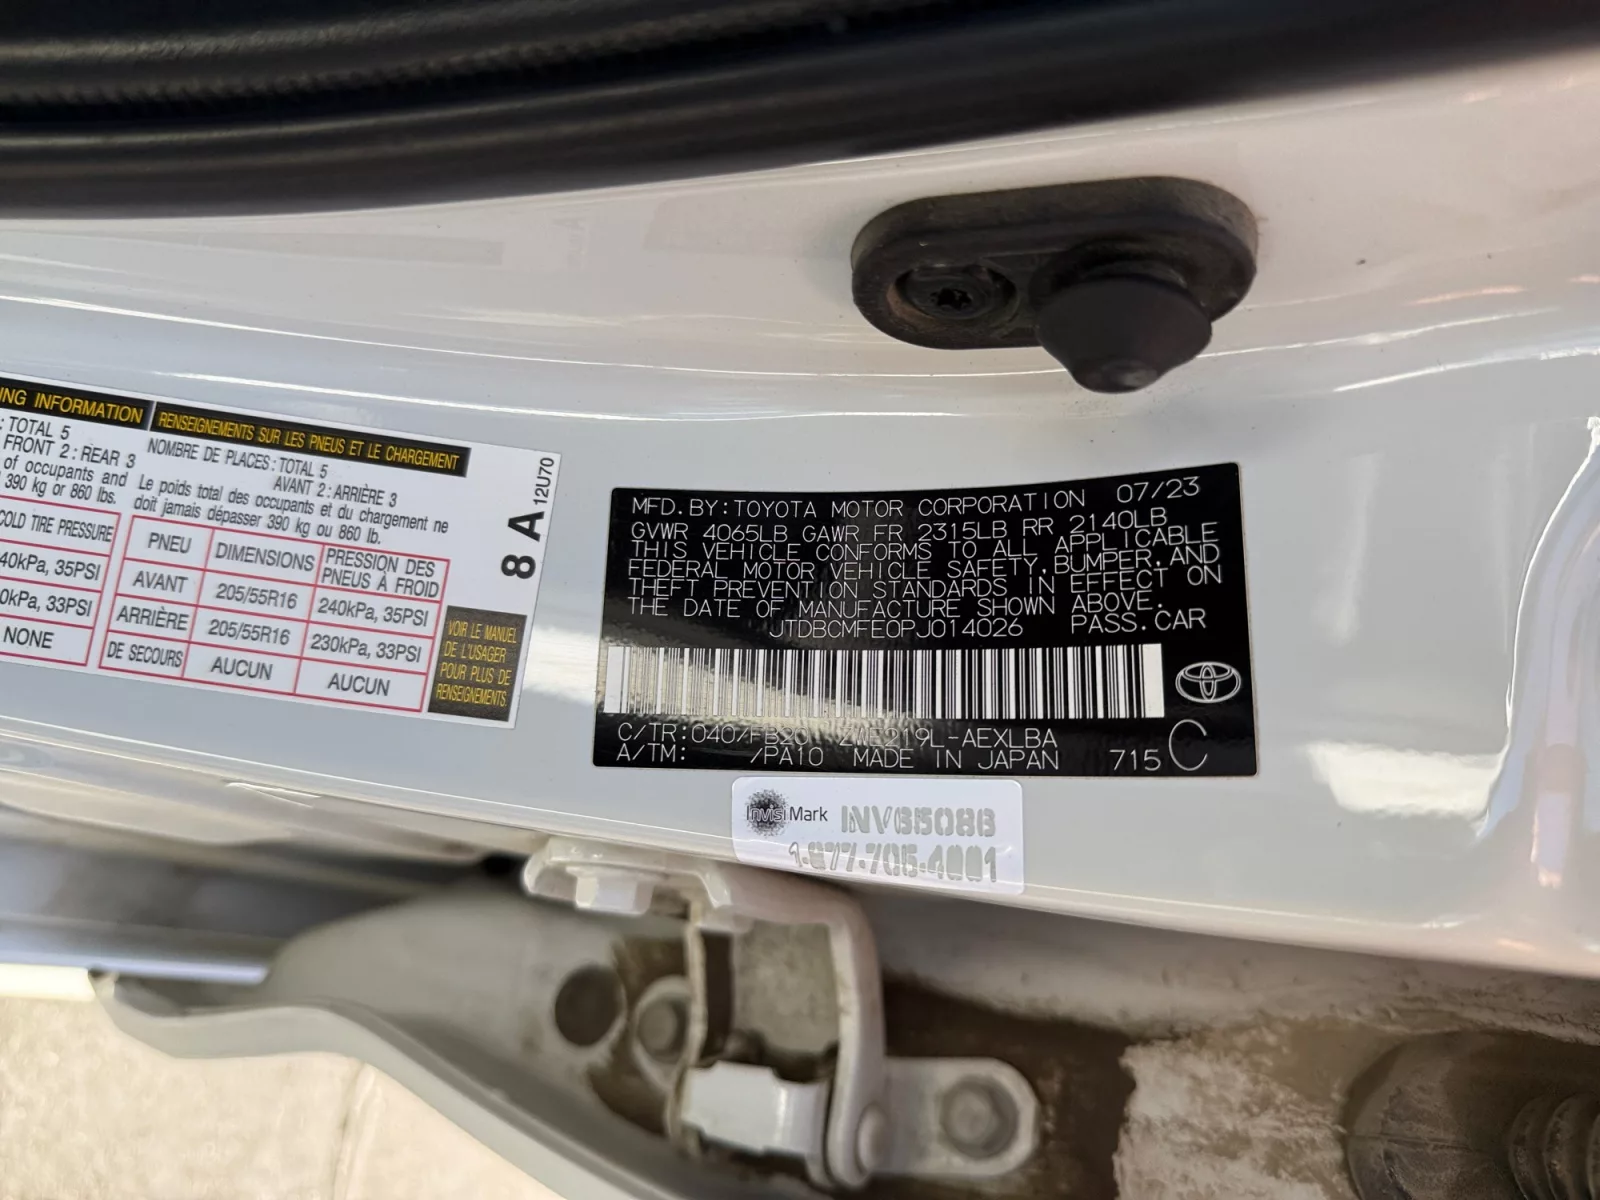 ING INFORMATION
: TOTAL 5
FRONT 2 : REAR 3
of occupants and
390 kg or 860 lbs.
COLD TIRE PRESSURE
40kPa, 35PSI
0kPa, 33PSI
NONE
RENSEIGNEMENTS SUR LES PNEUS ET LE CHARGEMENT
NOMBRE DE PLACES : TOTAL 5
AVANT 2 : ARRIÈRE 3
Le poids total des occupants et du chargement ne
doit jamais dépasser 390 kg ou 860 lb.
PNEU DIMENSIONS PRESSION DES PNEUS À FROID
AVANT 205/55R16 240kPa, 35PSI
ARRIÈRE 205/55R16 230kPa, 33PSI
DE SECOURS AUCUN AUCUN
8 A 12U70
VOIR LE MANUEL
DE L'USAGER
POUR PLUS DE
RENSEIGNEMENTS.
MFD.BY:TOYOTA MOTOR CORPORATION 07/23
GVWR 4065LB GAWR FR 2315LB RR 2140LB
THIS VEHICLE CONFORMS TO ALL APPLICABLE
FEDERAL MOTOR VEHICLE SAFETY,BUMPER,AND
THEFT PREVENTION STANDARDS IN EFFECT ON
THE DATE OF MANUFACTURE SHOWN ABOVE.
JTDBCMFE0PJ014026 PASS.CAR
C/TR:040/FB20 ZWE219L-AEXLBA
A/TM: /PA10 MADE IN JAPAN 715 C
InvisiMark INV65086
1-877-705-4001